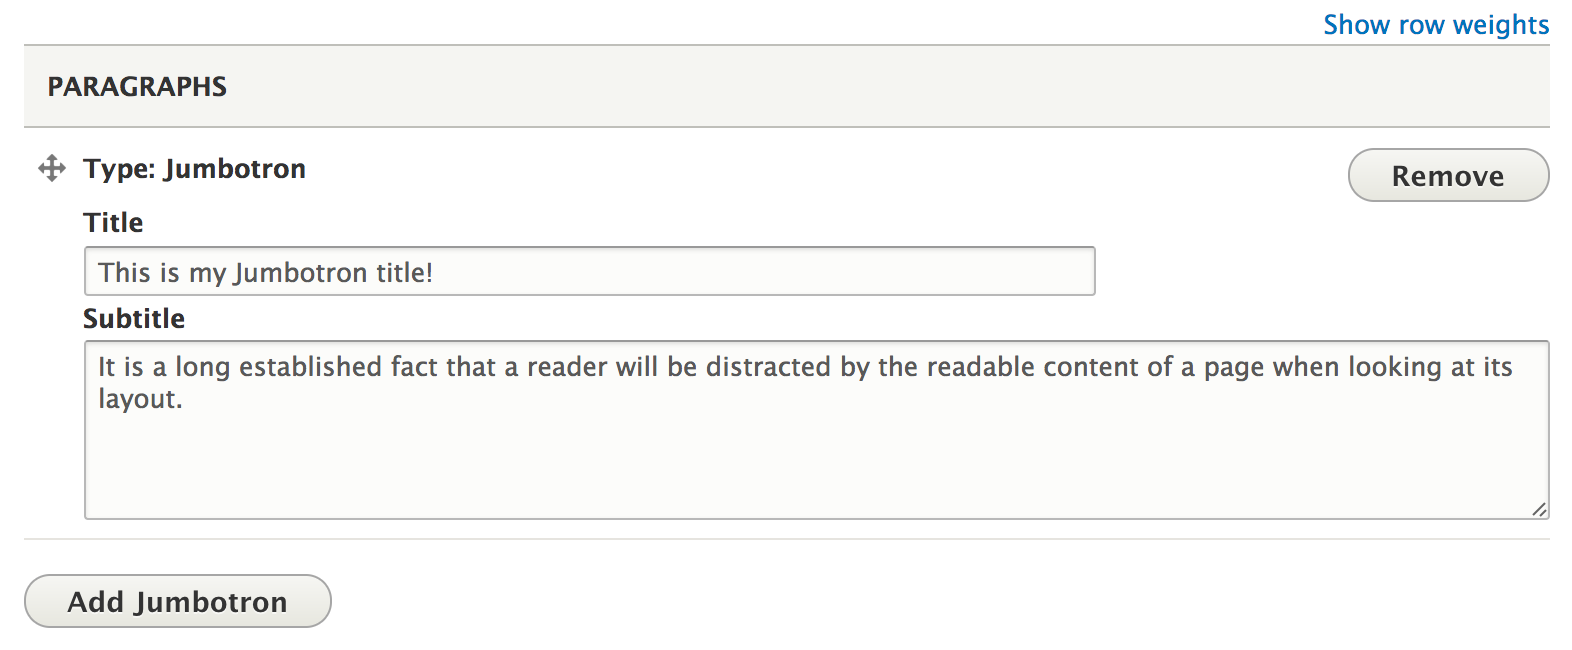 Show row weights
PARAGRAPHS
Type: Jumbotron
Remove
Title
This is my Jumbotron title!
Subtitle
It is a long established fact that a reader will be distracted by the readable content of a page when looking at its
layout.
Add Jumbotron